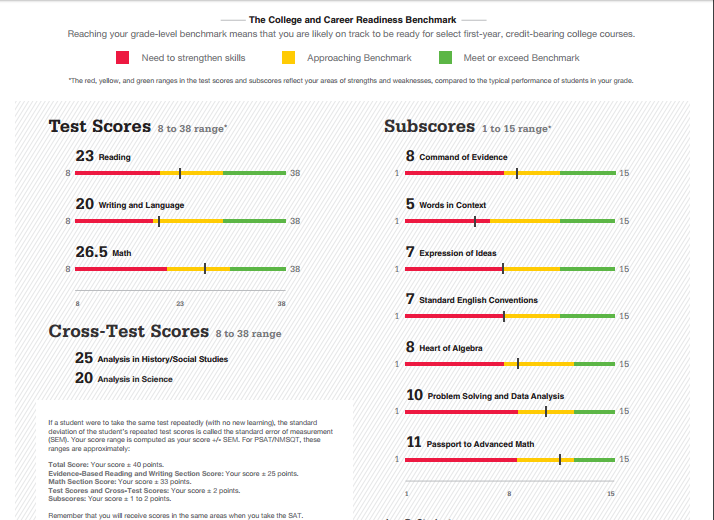 The College and Career Readiness Benchmark
Reaching your grade-level benchmark means that you are likely on track to be ready for select first-year, credit-bearing college courses.
Need to strengthen skills
Approaching Benchmark
Meet or exceed Benchmark
*The red, yellow, and green ranges in the test scores and subscores reflect your areas of strengths and weaknesses, compared to the typical performance of students in your grade.
Test Scores 8 to 38 range*
23 Reading
8 38
20 Writing and Language
8 38
26.5 Math
8 38
8 23 38
Cross-Test Scores 8 to 38 range
25 Analysis in History/Social Studies
20 Analysis in Science
If a student were to take the same test repeatedly (with no new learning), the standard
deviation of the student's repeated test scores is called the standard error of measurement
(SEM). Your score range is computed as your score +/• SEM. For PSAT/NMSQT, these
ranges are approximately:
Total Score: Your score ± 40 points.
Evidence-Based Reading and Writing Section Score: Your score ± 25 points.
Math Section Score: Your score ± 33 points.
Test Scores and Cross-Test Scores: Your score ± 2 points.
Subscores: Your score ± 1 to 2 points.
Remember that you will receive scores in the same areas when you take the SAT.
Subscores 1 to 15 range*
8 Command of Evidence
1 15
5 Words in Context
1 15
7 Expression of Ideas
1 15
7 Standard English Conventions
1 15
8 Heart of Algebra
1 15
10 Problem Solving and Data Analysis
1 15
11 Passport to Advanced Math
1 15
1 8 15